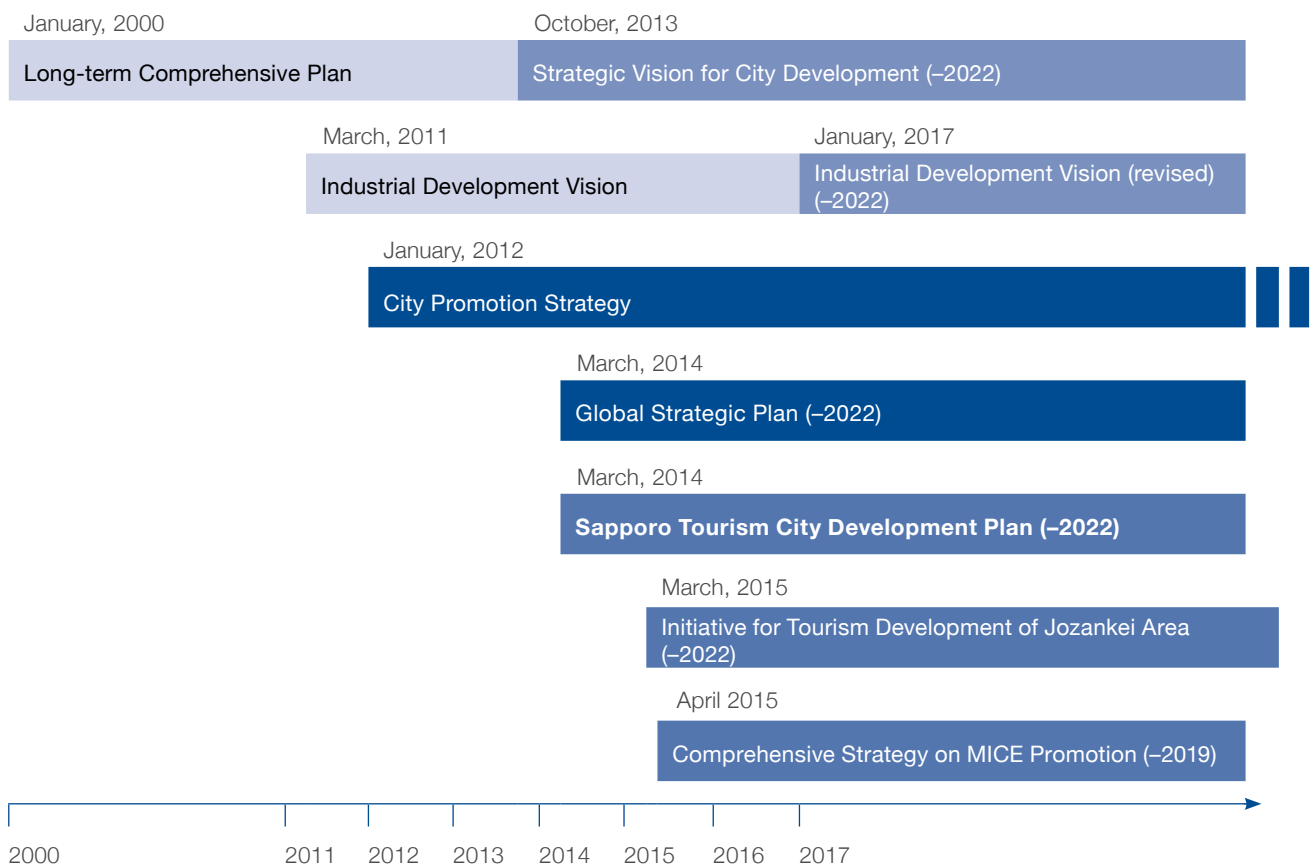 January, 2000
October, 2013
Long-term Comprehensive Plan
Strategic Vision for City Development (–2022)
March, 2011
January, 2017
Industrial Development Vision
Industrial Development Vision (revised)
(–2022)
January, 2012
City Promotion Strategy
March, 2014
Global Strategic Plan (–2022)
March, 2014
Sapporo Tourism City Development Plan (–2022)
March, 2015
Initiative for Tourism Development of Jozankei Area
(–2022)
April 2015
Comprehensive Strategy on MICE Promotion (–2019)
2000
2011
2012
2013
2014
2015
2016
2017